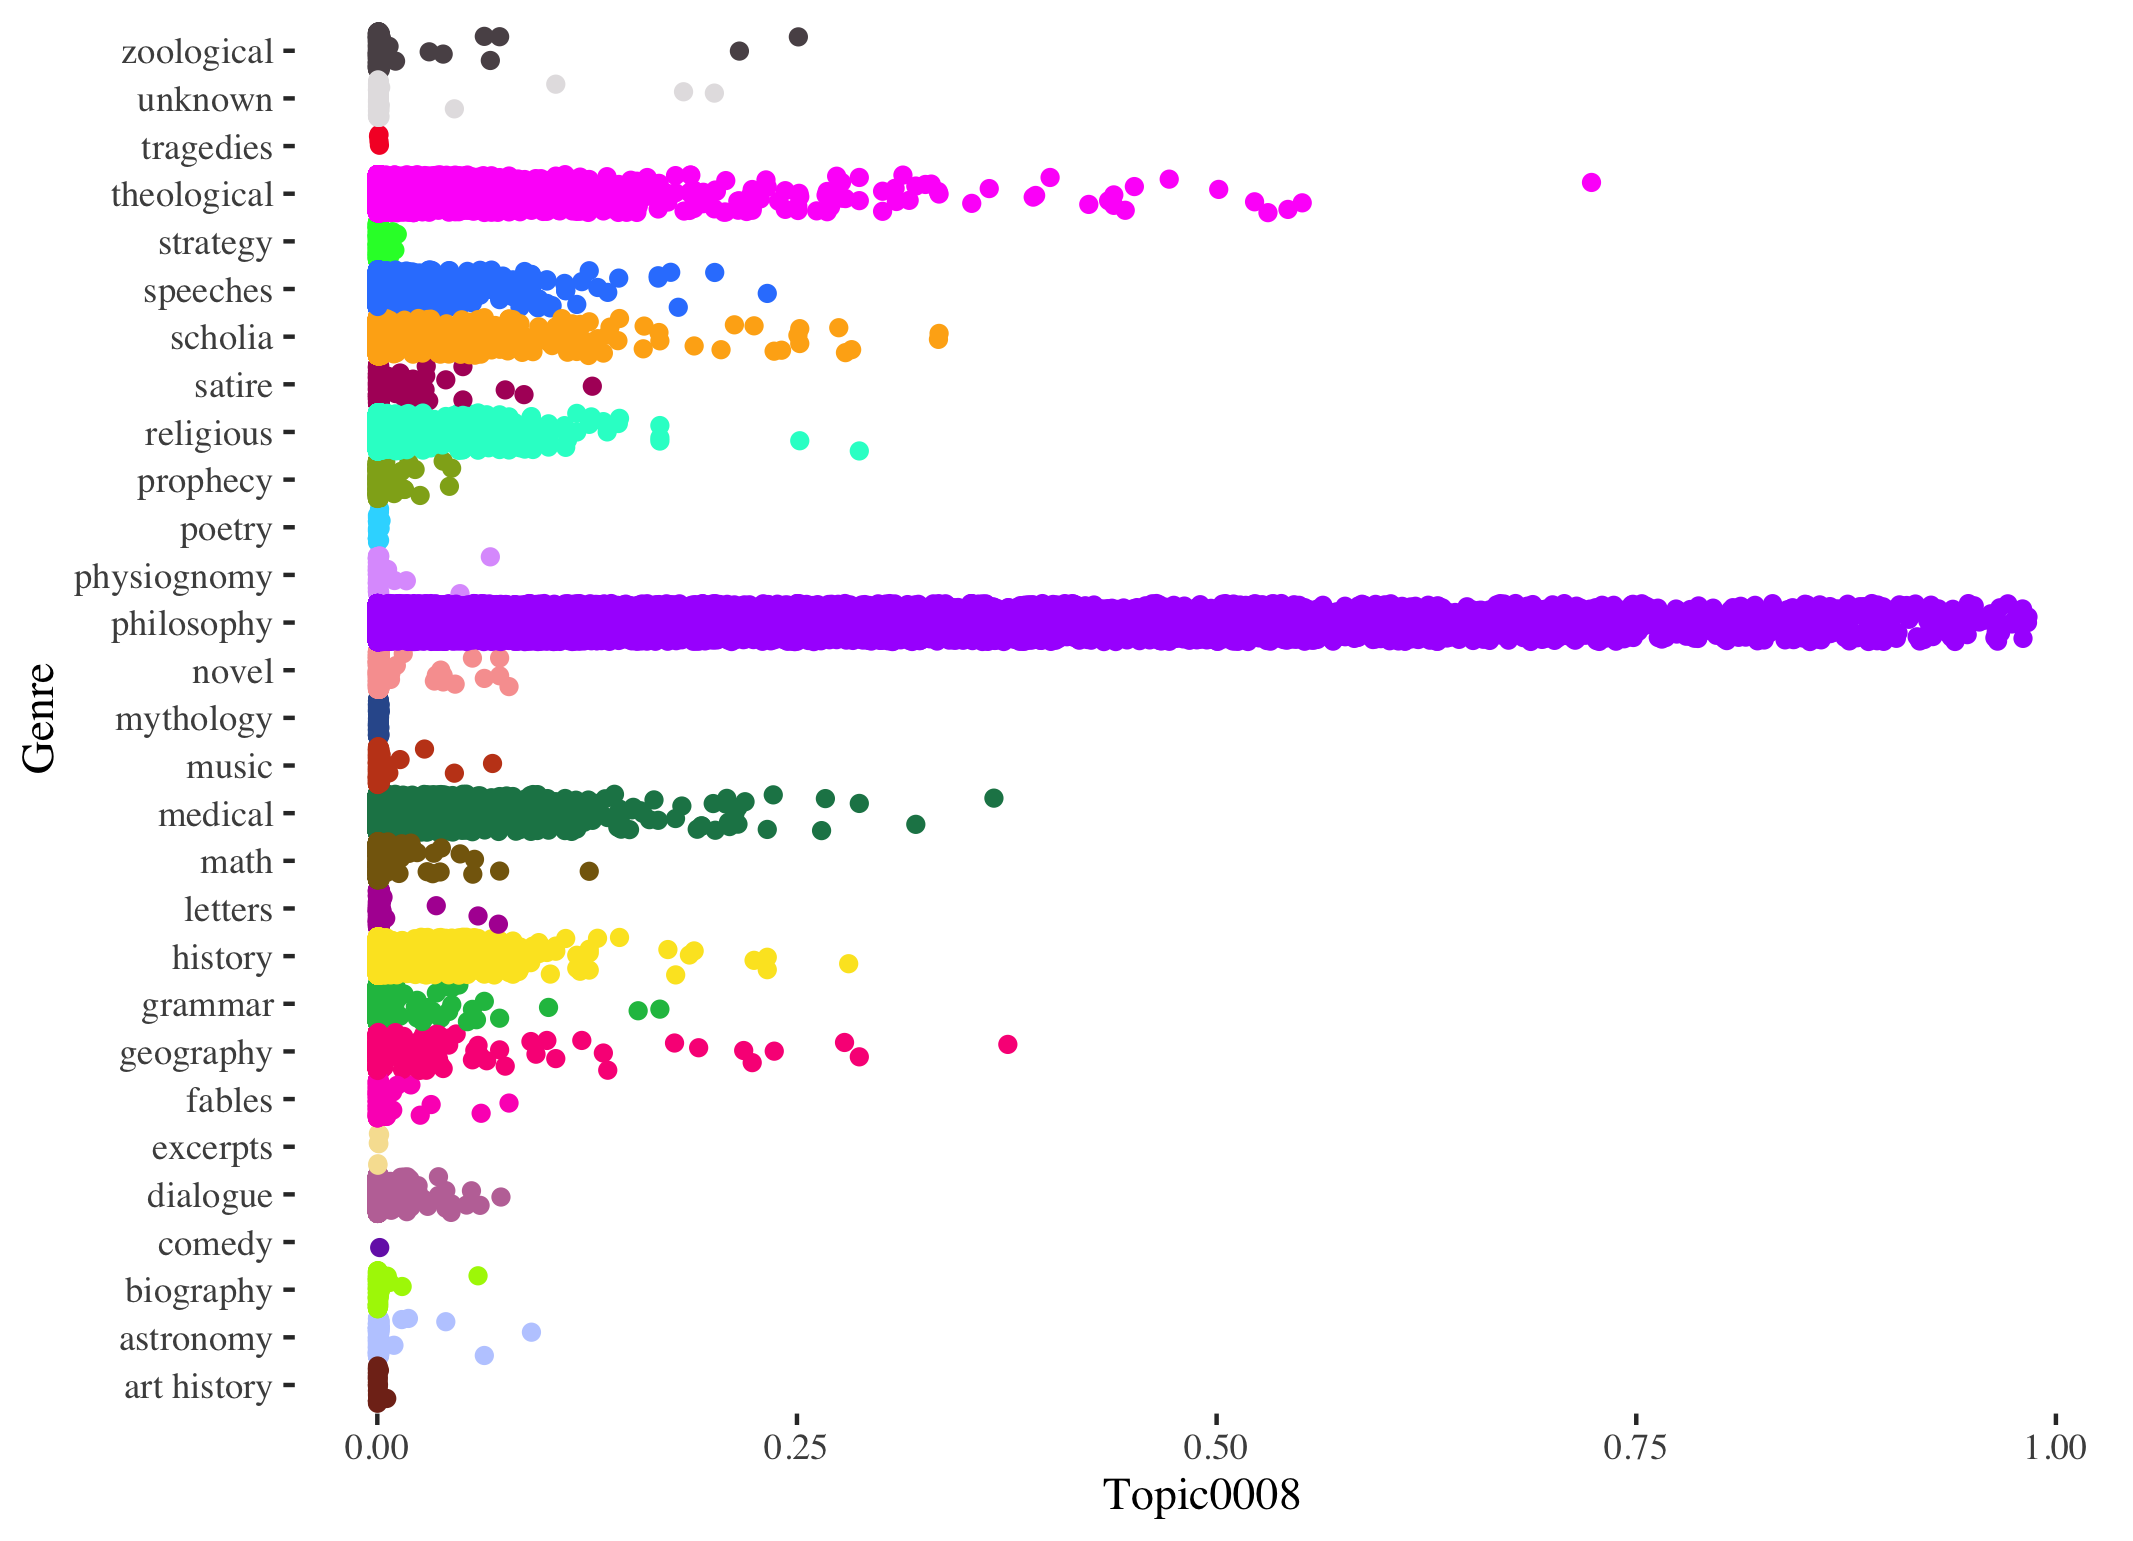 zoological
unknown
tragedies
theological
strategy
speeches
scholia
satire
religious
prophecy
poetry
physiognomy
philosophy
novel
mythology
music
medical
math
letters
history
grammar
geography
fables
excerpts
dialogue
comedy
biography
astronomy
art history
Genre
0.00 0.25 0.50 0.75 1.00
Topic0008